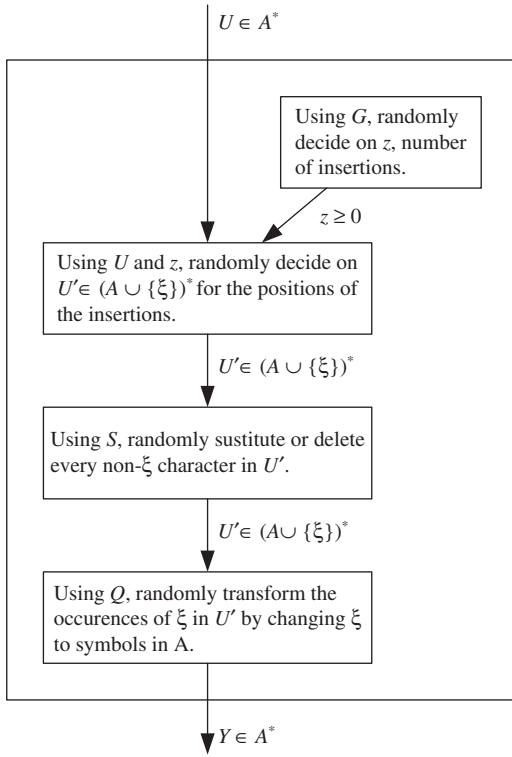 U ∈ A*
Using G, randomly
decide on z, number
of insertions.
z ≥ 0
Using U and z, randomly decide on
U′∈ (A ∪ {ξ})* for the positions of
the insertions.
U′∈ (A ∪ {ξ})*
Using S, randomly sustitute or delete
every non-ξ character in U′.
U′∈ (A∪ {ξ})*
Using Q, randomly transform the
occurences of ξ in U′ by changing ξ
to symbols in A.
Y ∈ A*